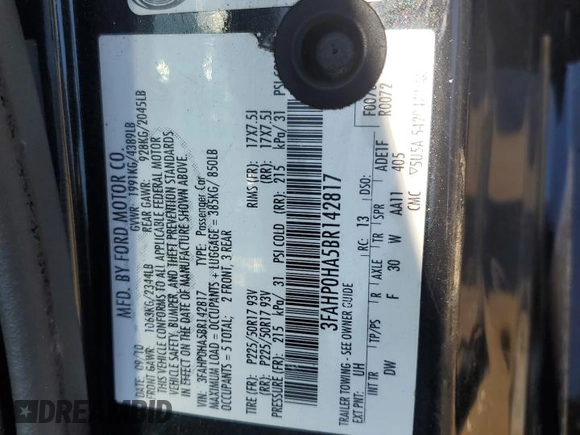 MFD. BY FORD MOTOR CO.
DATE: 09/10 GVWR: 1991KG/4389LB
FRONT GAWR: 1063KG/2344LB REAR GAWR: 928KG/2045LB
THIS VEHICLE CONFORMS TO ALL APPLICABLE FEDERAL MOTOR
VEHICLE SAFETY, BUMPER, AND THEFT PREVENTION STANDARDS
IN EFFECT ON THE DATE OF MANUFACTURE SHOWN ABOVE.
VIN: 3FAHP0HA5BR142817 TYPE: Passenger Car
MAXIMUM LOAD = OCCUPANTS + LUGGAGE = 385KG/ 850LB
OCCUPANTS = 5 TOTAL; 2 FRONT, 3 REAR
TIRE (FR): P225/50R17 93V RIMS (FR): 17X7.5J
(RR): P225/50R17 93V (RR): 17X7.5J
PRESSURE (FR): 215 kPa/ 31 PSI COLD (RR): 215 kPa/ 31 PSI
3FAHP0HA5BR142817
TRAILER TOWING - SEE OWNER GUIDE
F007
R0072
EXT PNT: UH RC: 13 DSO:
INT TR TP/PS R AXLE TR SPR ADE1F
DW F 30 W AA11 405
CMC
DREAMBID